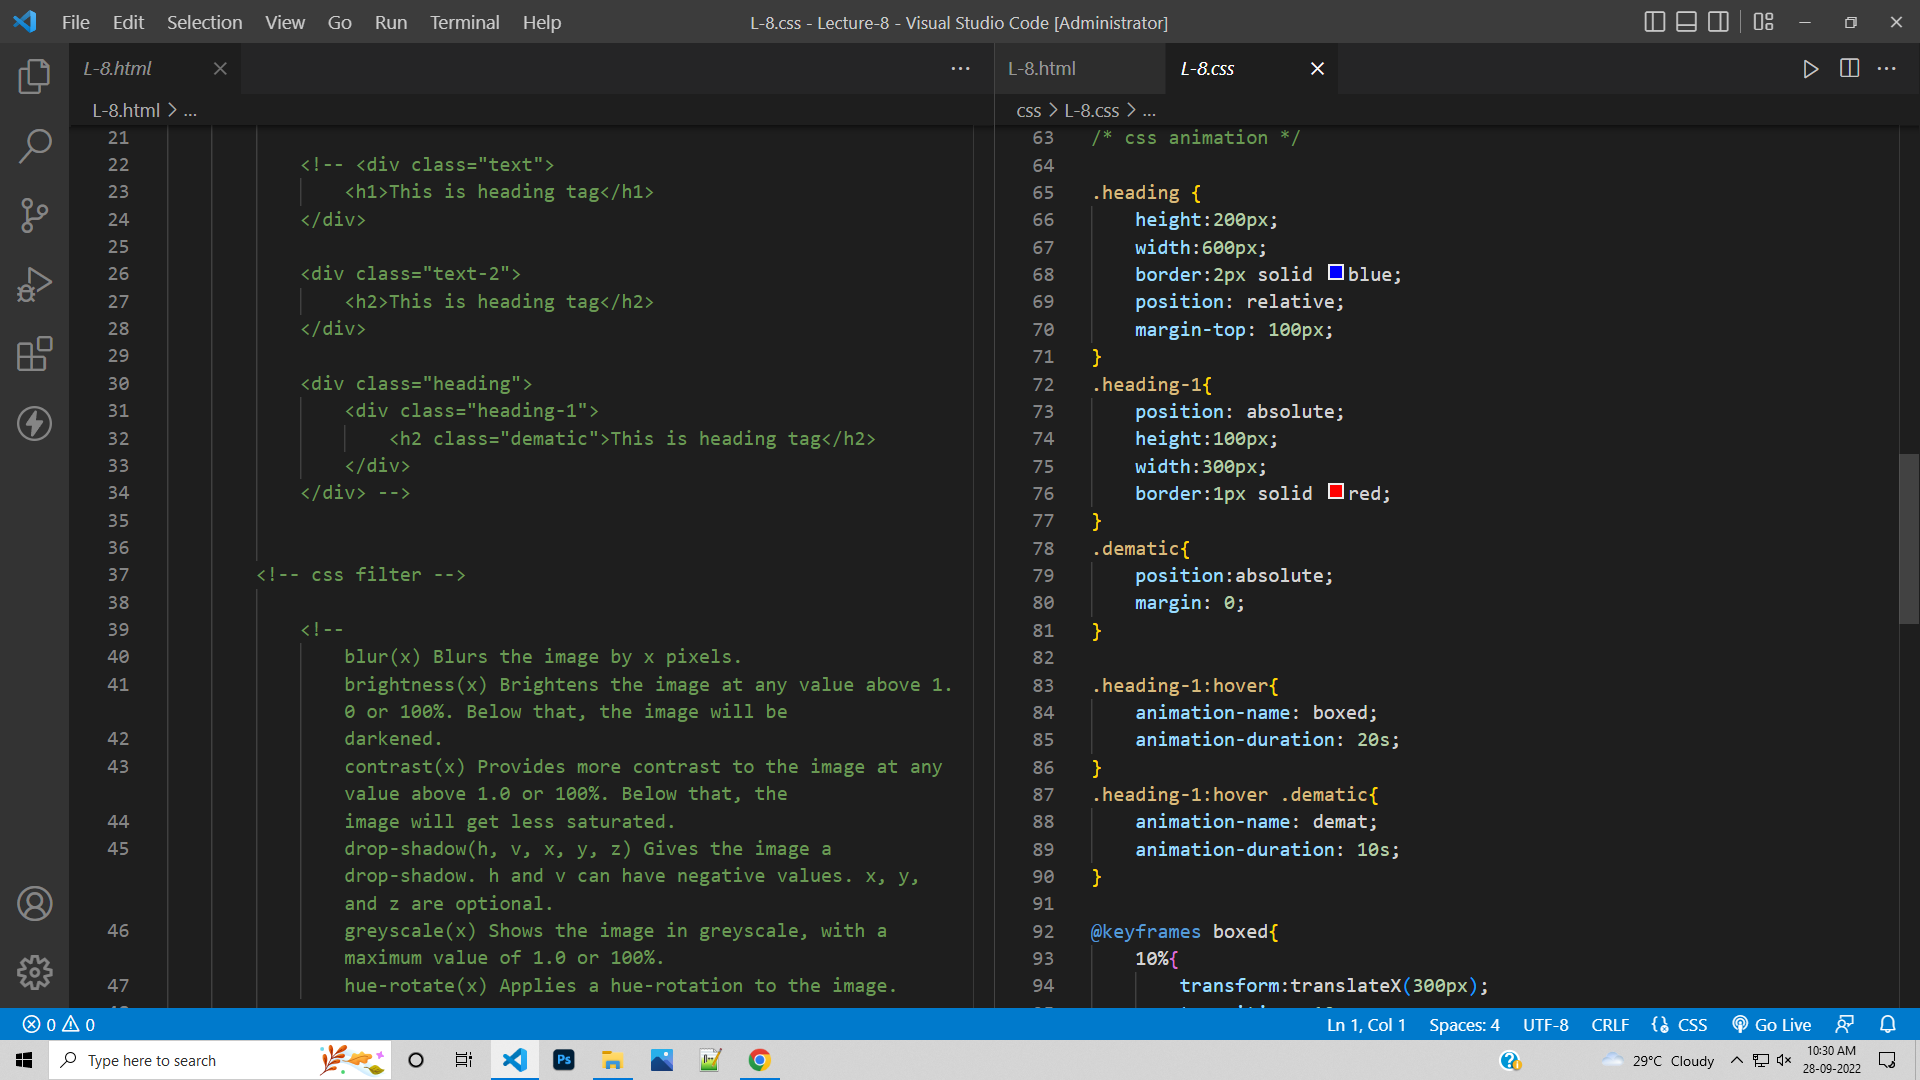 File Edit Selection View Go Run Terminal Help
L-8.css - Lecture-8 - Visual Studio Code [Administrator]
L-8.html
L-8.html
L-8.css
L-8.html > ...
css > L-8.css > ...
21
22 <!-- <div class="text">
23 <h1>This is heading tag</h1>
24 </div>
25
26 <div class="text-2">
27 <h2>This is heading tag</h2>
28 </div>
29
30 <div class="heading">
31 <div class="heading-1">
32 <h2 class="dematic">This is heading tag</h2>
33 </div>
34 </div> -->
35
36
37 <!-- css filter -->
38
39 <!--
40 blur(x) Blurs the image by x pixels.
41 brightness(x) Brightens the image at any value above 1.
0 or 100%. Below that, the image will be
42 darkened.
43 contrast(x) Provides more contrast to the image at any
value above 1.0 or 100%. Below that, the
44 image will get less saturated.
45 drop-shadow(h, v, x, y, z) Gives the image a
drop-shadow. h and v can have negative values. x, y,
and z are optional.
46 greyscale(x) Shows the image in greyscale, with a
maximum value of 1.0 or 100%.
47 hue-rotate(x) Applies a hue-rotation to the image.
63 /* css animation */
64
65 .heading {
66 height:200px;
67 width:600px;
68 border:2px solid blue;
69 position: relative;
70 margin-top: 100px;
71 }
72 .heading-1{
73 position: absolute;
74 height:100px;
75 width:300px;
76 border:1px solid red;
77 }
78 .dematic{
79 position:absolute;
80 margin: 0;
81 }
82
83 .heading-1:hover{
84 animation-name: boxed;
85 animation-duration: 20s;
86 }
87 .heading-1:hover .dematic{
88 animation-name: demat;
89 animation-duration: 10s;
90 }
91
92 @keyframes boxed{
93 10%{
94 transform:translateX(300px);
0 0
Ln 1, Col 1 Spaces: 4 UTF-8 CRLF {} CSS Go Live
Type here to search
Ps
29°C Cloudy
10:30 AM
28-09-2022